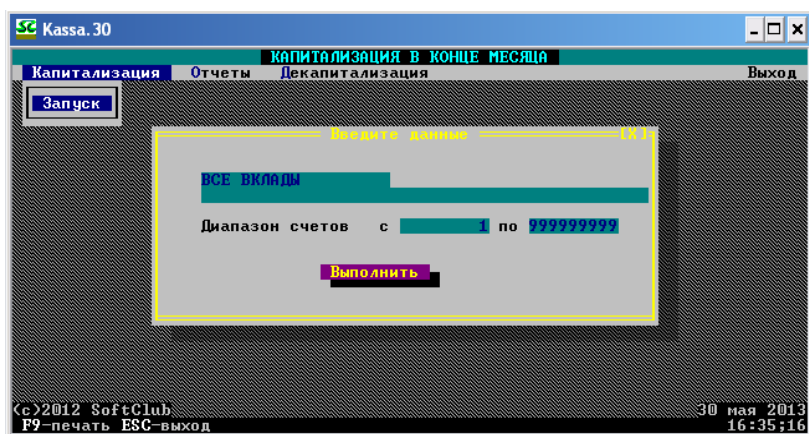 SC Kassa.30
КАПИТАЛИЗАЦИЯ В КОНЦЕ МЕСЯЦА
Капитализация Отчеты Декапитализация Выход
Запуск
Введите данные [X]
ВСЕ ВКЛАДЫ
Диапазон счетов с 1 по 999999999
Выполнить
(c)2012 SoftClub 30 мая 2013
F9-печать ESC-выход 16:35;16